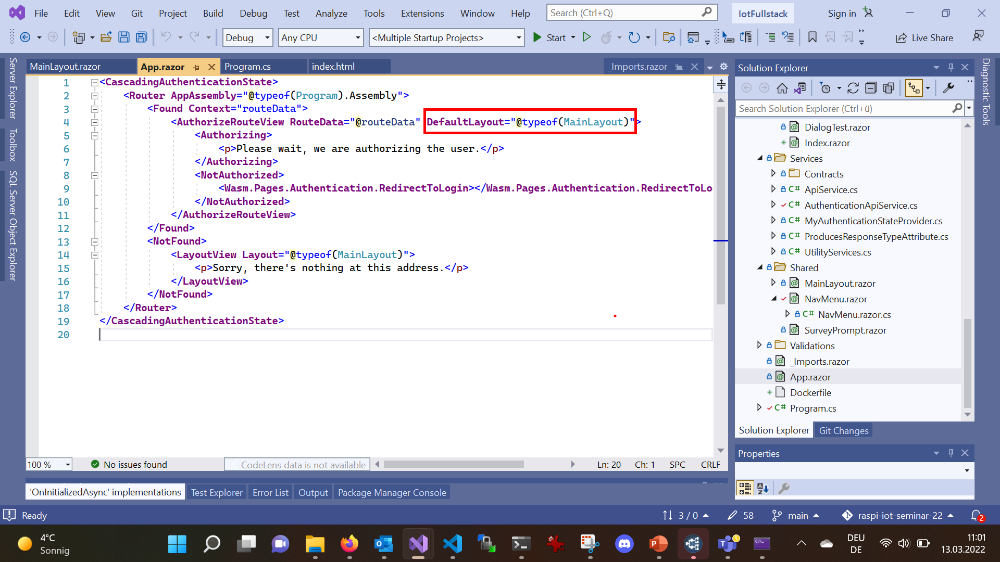 File Edit View Git Project Build Debug Test Analyze Tools Extensions Window Help Search (Ctrl+Q) IotFullstack Sign in
Debug Any CPU <Multiple Startup Projects> Start Live Share
Server Explorer
Toolbox
SQL Server Object Explorer
MainLayout.razor App.razor Program.cs index.html _Imports.razor
1 <CascadingAuthenticationState>
2 <Router AppAssembly="@typeof(Program).Assembly">
3 <Found Context="routeData">
4 <AuthorizeRouteView RouteData="@routeData" DefaultLayout="@typeof(MainLayout)">
5 <Authorizing>
6 <p>Please wait, we are authorizing the user.</p>
7 </Authorizing>
8 <NotAuthorized>
9 <Wasm.Pages.Authentication.RedirectToLogin></Wasm.Pages.Authentication.RedirectToLo
10 </NotAuthorized>
11 </AuthorizeRouteView>
12 </Found>
13 <NotFound>
14 <LayoutView Layout="@typeof(MainLayout)">
15 <p>Sorry, there's nothing at this address.</p>
16 </LayoutView>
17 </NotFound>
18 </Router>
19 </CascadingAuthenticationState>
20
100 % No issues found CodeLens data is not available Ln: 20 Ch: 1 SPC CRLF
'OnInitializedAsync' implementations Test Explorer Error List Output Package Manager Console
Solution Explorer
Search Solution Explorer (Ctrl+ü)
DialogTest.razor
Index.razor
Services
Contracts
C# ApiService.cs
C# AuthenticationApiService.cs
C# MyAuthenticationStateProvider.cs
C# ProducesResponseTypeAttribute.cs
C# UtilityServices.cs
Shared
MainLayout.razor
NavMenu.razor
C# NavMenu.razor.cs
SurveyPrompt.razor
Validations
_Imports.razor
App.razor
Dockerfile
C# Program.cs
Solution Explorer Git Changes
Properties
Diagnostic Tools
Ready 3 / 0 58 main raspi-iot-seminar-22 2
4°C
Sonnig
DEU
DE
11:01
13.03.2022